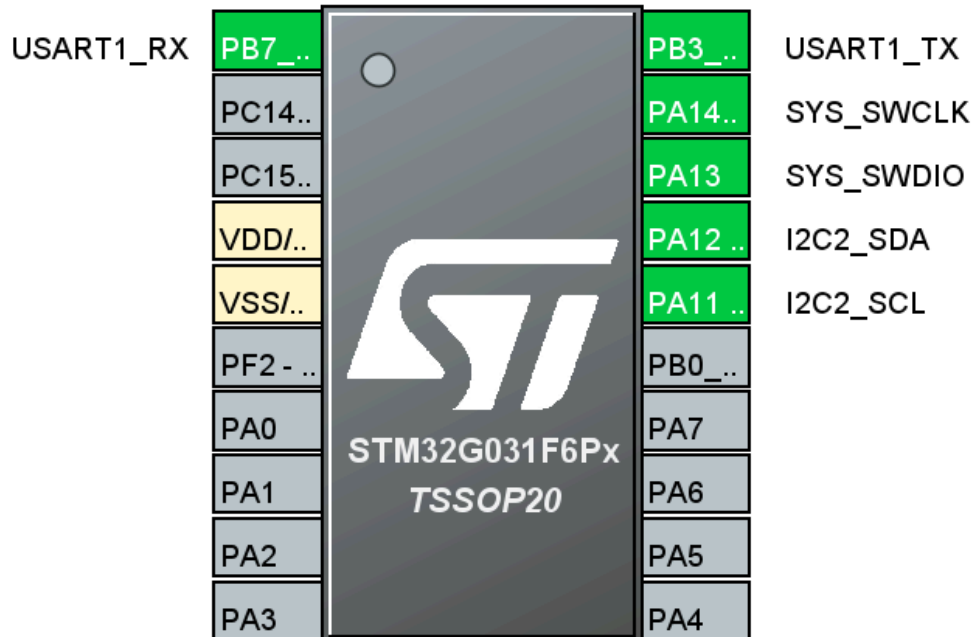 USART1_RX PB7_.. PB3_.. USART1_TX
PC14.. PA14.. SYS_SWCLK
PC15.. PA13 SYS_SWDIO
VDD/.. PA12 .. I2C2_SDA
VSS/.. PA11 .. I2C2_SCL
PF2 - .. PB0_..
PA0 PA7
STM32G031F6Px
PA1 PA6
TSSOP20
PA2 PA5
PA3 PA4